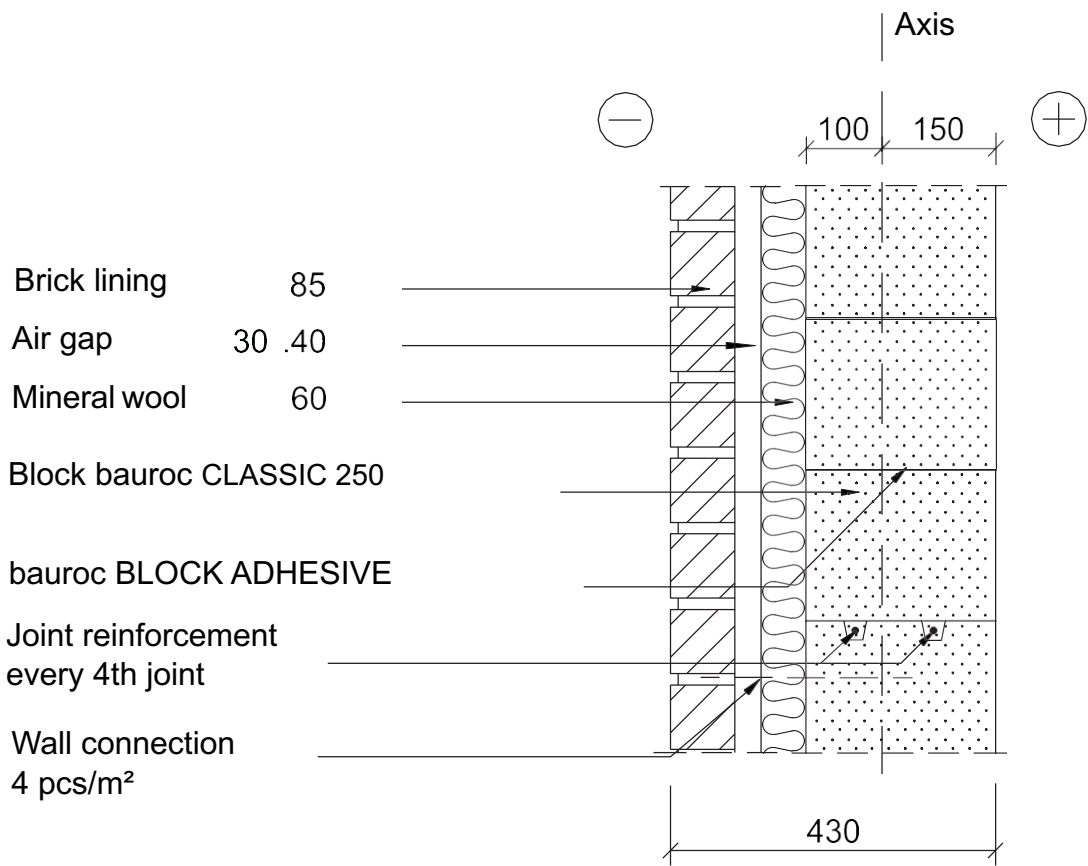 Axis
100 150
Brick lining 85
Air gap 30 .40
Mineral wool 60
Block bauroc CLASSIC 250
bauroc BLOCK ADHESIVE
Joint reinforcement
every 4th joint
Wall connection
4 pcs/m²
430